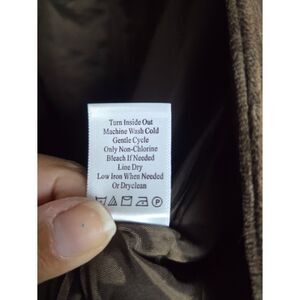 Turn Inside Out
Machine Wash Cold
Gentle Cycle
Only Non-Chlorine
Bleach If Needed
Line Dry
Low Iron When Needed
Or Dryclean
P